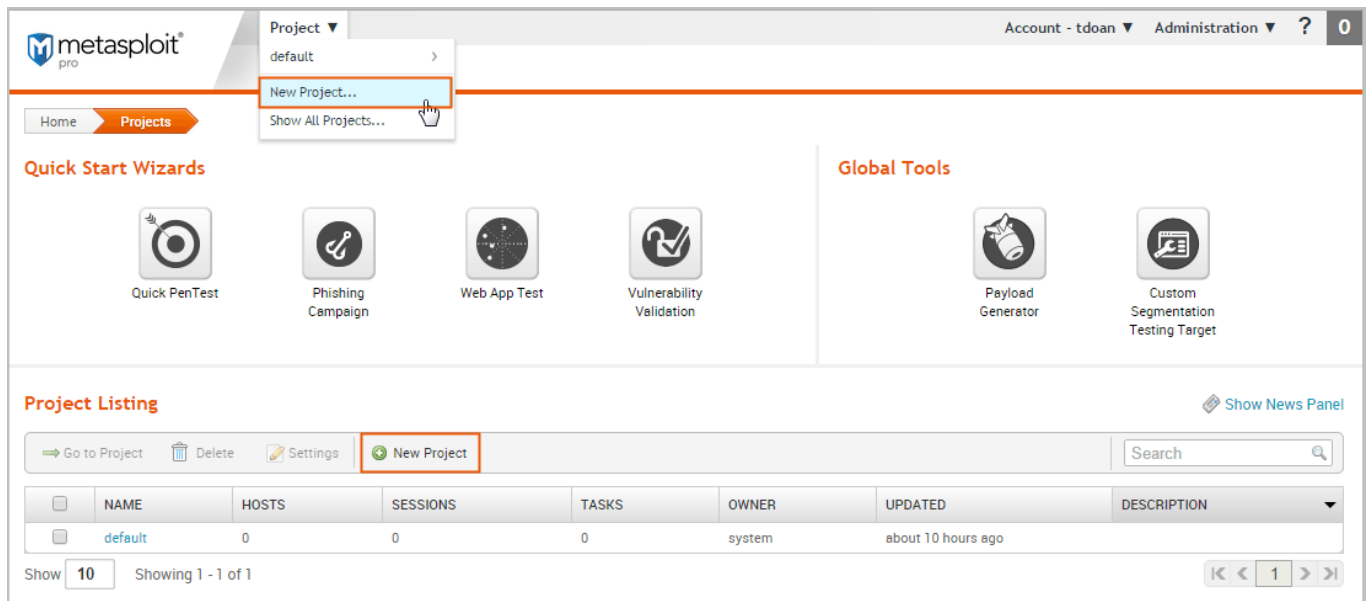 metasploit®
pro
Project ▼
Account - tdoan ▼ Administration ▼ ? 0
default >
New Project...
Show All Projects...
Home Projects
Quick Start Wizards
Quick PenTest
Phishing
Campaign
Web App Test
Vulnerability
Validation
Global Tools
Payload
Generator
Custom
Segmentation
Testing Target
Project Listing
Show News Panel
Go to Project Delete Settings New Project Search
NAME HOSTS SESSIONS TASKS OWNER UPDATED DESCRIPTION
default 0 0 0 system about 10 hours ago
Show 10 Showing 1 - 1 of 1 1